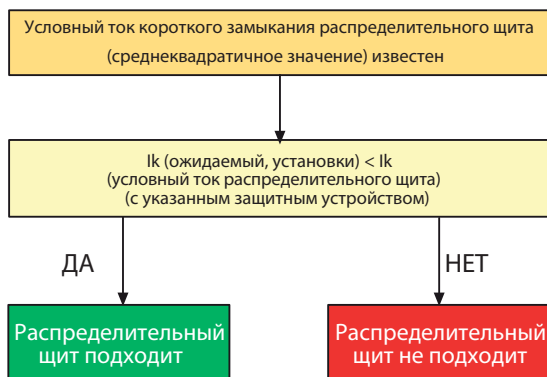 Условный ток короткого замыкания распределительного щита
(среднеквадратичное значение) известен
Ik (ожидаемый, установки) < Ik
(условный ток распределительного щита)
(с указанным защитным устройством)
ДА
НЕТ
Распределительный
щит подходит
Распределительный
щит не подходит